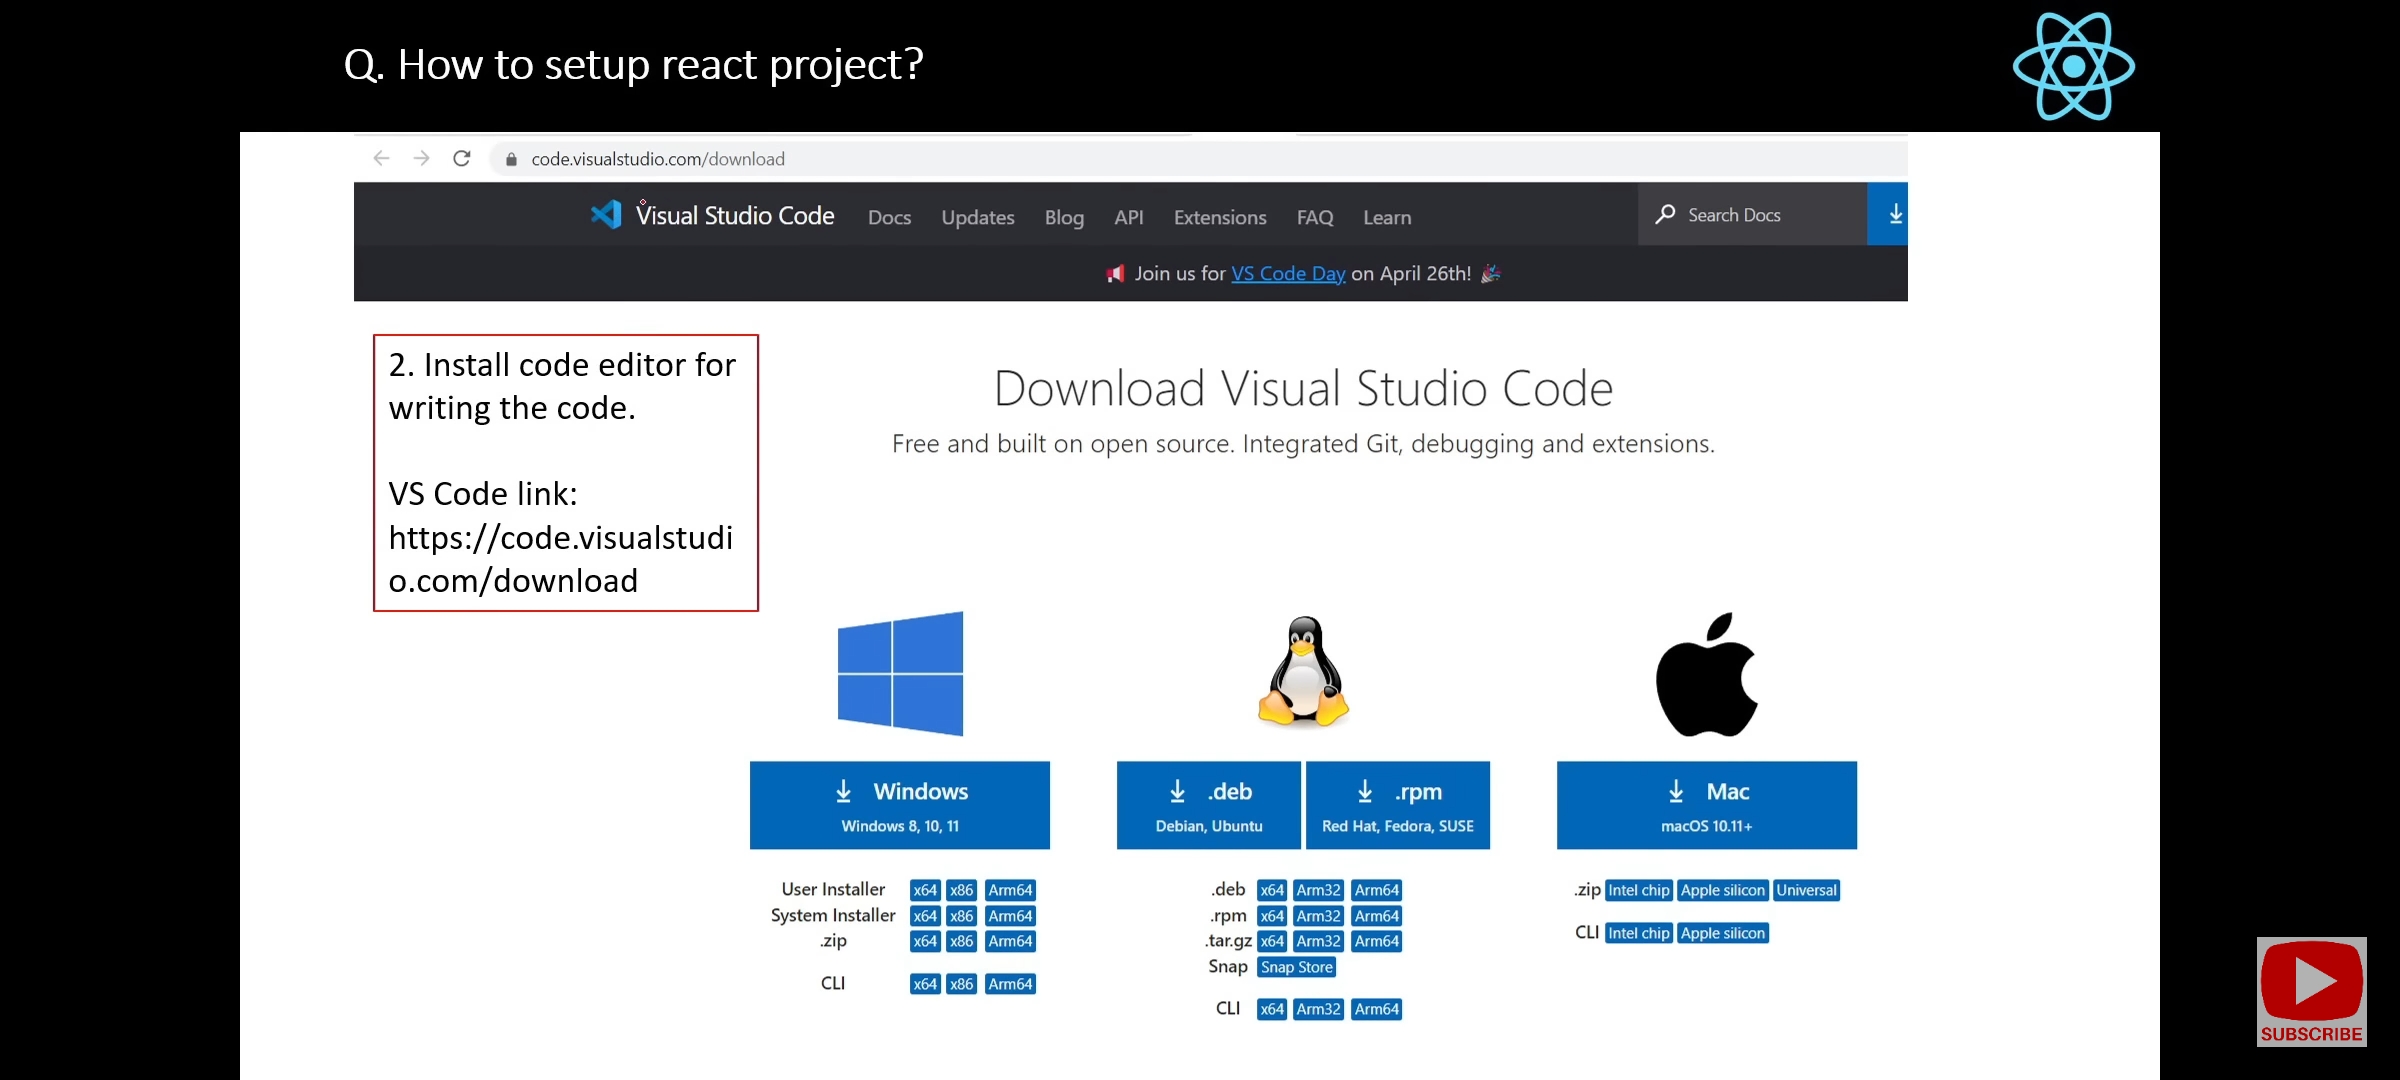 Q. How to setup react project?
code.visualstudio.com/download
Visual Studio Code Docs Updates Blog API Extensions FAQ Learn Search Docs
Join us for VS Code Day on April 26th!
2. Install code editor for
writing the code.
VS Code link:
https://code.visualstudi
o.com/download
Download Visual Studio Code
Free and built on open source. Integrated Git, debugging and extensions.
Windows
Windows 8, 10, 11
User Installer x64 x86 Arm64
System Installer x64 x86 Arm64
.zip x64 x86 Arm64
CLI x64 x86 Arm64
.deb
Debian, Ubuntu
.rpm
Red Hat, Fedora, SUSE
.deb x64 Arm32 Arm64
.rpm x64 Arm32 Arm64
.tar.gz x64 Arm32 Arm64
Snap Snap Store
CLI x64 Arm32 Arm64
Mac
macOS 10.11+
.zip Intel chip Apple silicon Universal
CLI Intel chip Apple silicon
SUBSCRIBE